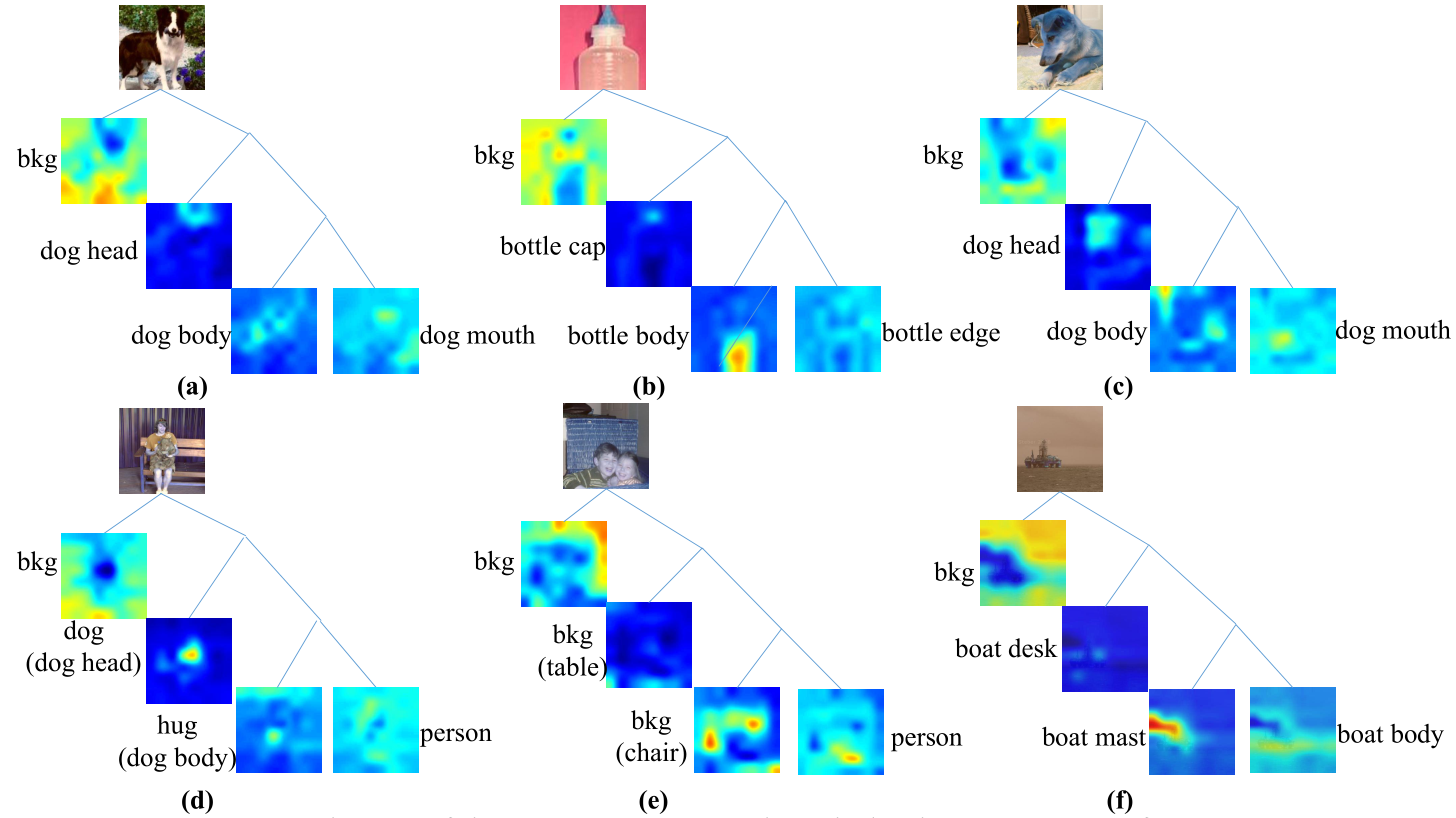 bkg
dog head
dog body
dog mouth
(a)
bkg
bottle cap
bottle body
bottle edge
(b)
bkg
dog head
dog body
dog mouth
(c)
bkg
dog
(dog head)
hug
(dog body)
person
(d)
bkg
bkg
(table)
bkg
(chair)
person
(e)
bkg
boat desk
boat mast
boat body
(f)